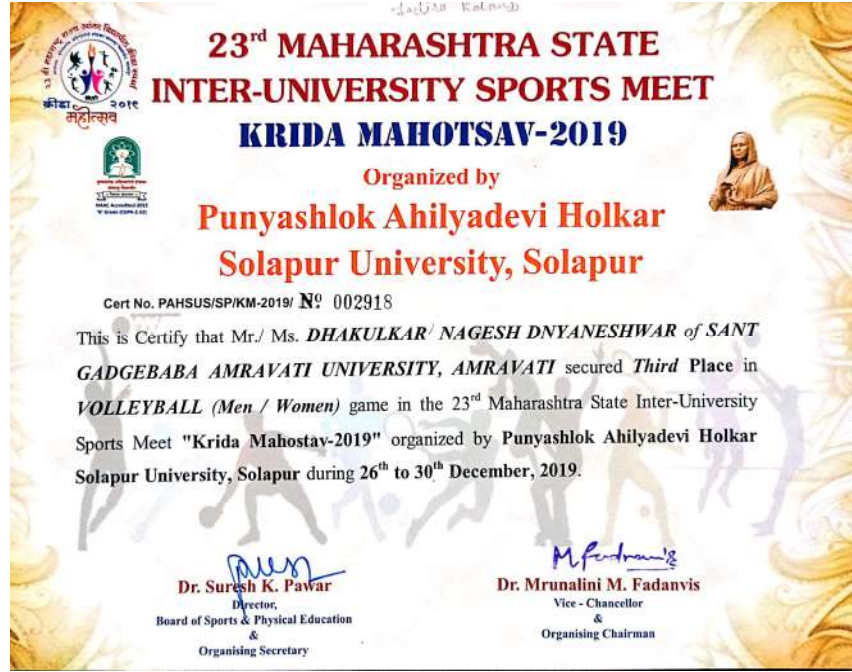 23rd MAHARASHTRA STATE
INTER-UNIVERSITY SPORTS MEET
KRIDA MAHOTSAV-2019
क्रीडा २०१९
महोत्सव
Organized by
Punyashlok Ahilyadevi Holkar
Solapur University, Solapur
Cert No. PAHSUS/SP/KM-2019/ Nº 002918
This is Certify that Mr./ Ms. DHAKULKAR NAGESH DNYANESHWAR of SANT
GADGEBABA AMRAVATI UNIVERSITY, AMRAVATI secured Third Place in
VOLLEYBALL (Men / Women) game in the 23rd Maharashtra State Inter-University
Sports Meet "Krida Mahostav-2019" organized by Punyashlok Ahilyadevi Holkar
Solapur University, Solapur during 26th to 30th December, 2019.
Dr. Suresh K. Pawar
Director,
Board of Sports & Physical Education
&
Organising Secretary
Dr. Mrunalini M. Fadanvis
Vice - Chancellor
&
Organising Chairman